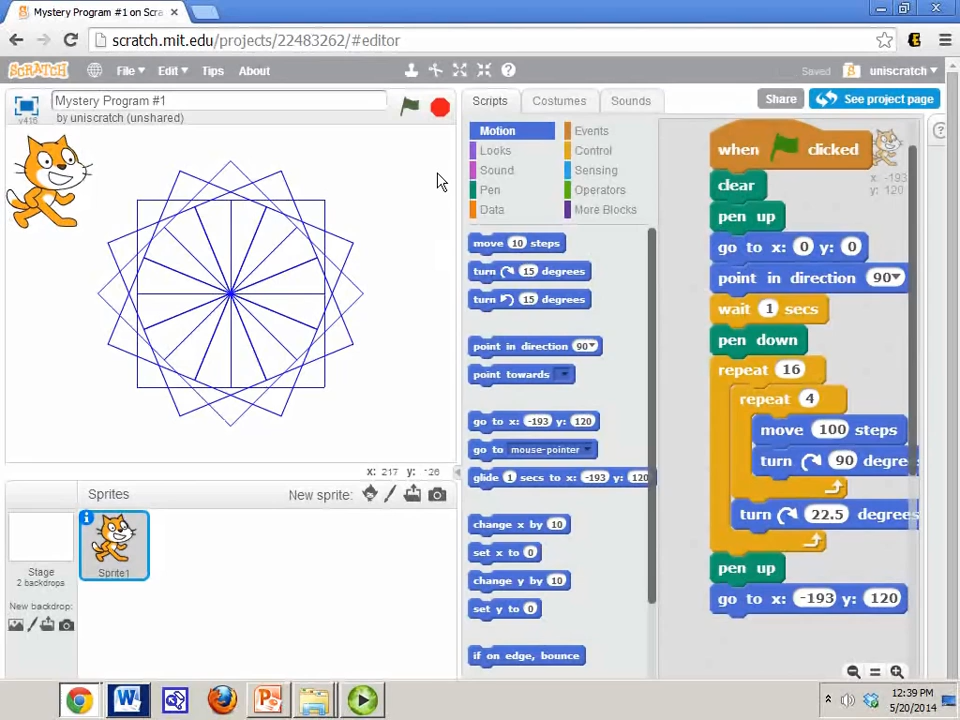 Mystery Program #1 on Scra
scratch.mit.edu/projects/22483262/#editor
SCRATCH File Edit Tips About Saved uniscratch
Mystery Program #1
by uniscratch (unshared)
v416
Scripts Costumes Sounds Share See project page
Motion Events
Looks Control
Sound Sensing
Pen Operators
Data More Blocks
move 10 steps
turn 15 degrees
turn 15 degrees
point in direction 90
point towards
go to x: -193 y: 120
go to mouse-pointer
glide 1 secs to x: -193 y: 120
change x by 10
set x to 0
change y by 10
set y to 0
if on edge, bounce
when clicked
clear
pen up
go to x: 0 y: 0
point in direction 90
wait 1 secs
pen down
repeat 16
repeat 4
move 100 steps
turn 90 degre
turn 22.5 degrees
pen up
go to x: -193 y: 120
x: -193
y: 120
x: 217 y: -26
Sprites New sprite:
Stage
2 backdrops
New backdrop:
Sprite1
12:39 PM
5/20/2014